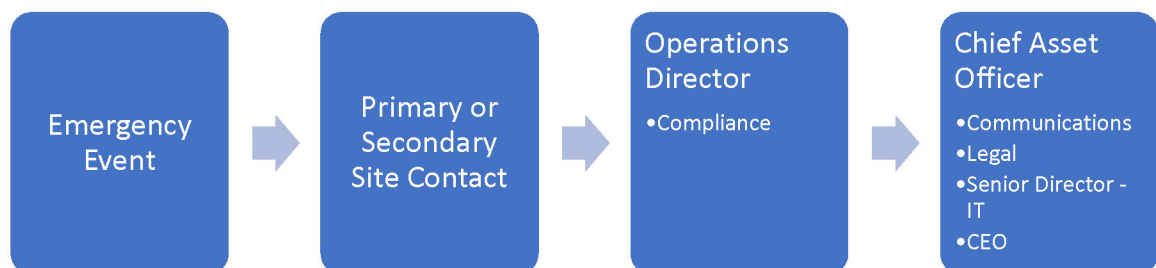 Emergency
Event
Primary or
Secondary
Site Contact
Operations
Director
•Compliance
Chief Asset
Officer
•Communications
•Legal
•Senior Director -
IT
•CEO